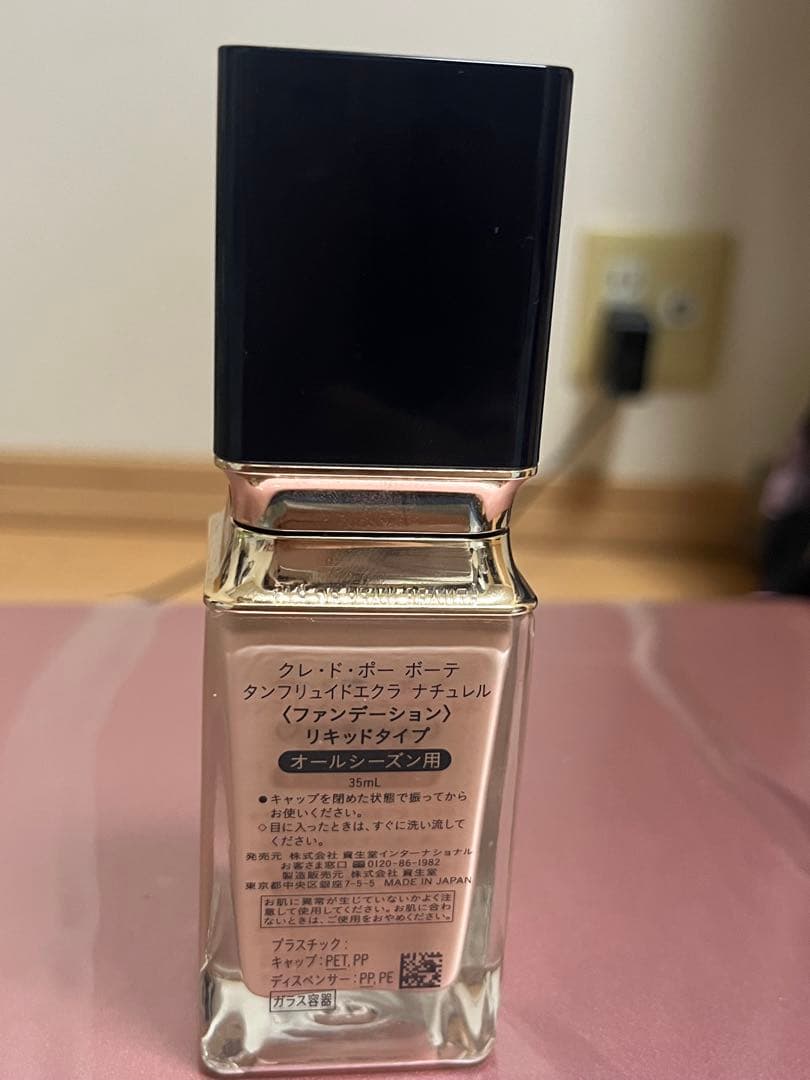 クレ・ド・ポー ボーテ
タンフリュイドエクラ ナチュレル
〈ファンデーション〉
リキッドタイプ
オールシーズン用
35mL
●キャップを閉めた状態で振ってから
お使いください。
◇目に入ったときは、すぐに洗い流して
ください。
発売元 株式会社 資生堂インターナショナル
お客さま窓口 0120-86-1982
製造販売元 株式会社 資生堂
東京都中央区銀座7-5-5 MADE IN JAPAN
お肌に異常が生じていないかよく注
意して使用してください。お肌に合わ
ないときは、ご使用をおやめください。
プラスチック:
キャップ:PET, PP
ディスペンサー:PP, PE
ガラス容器